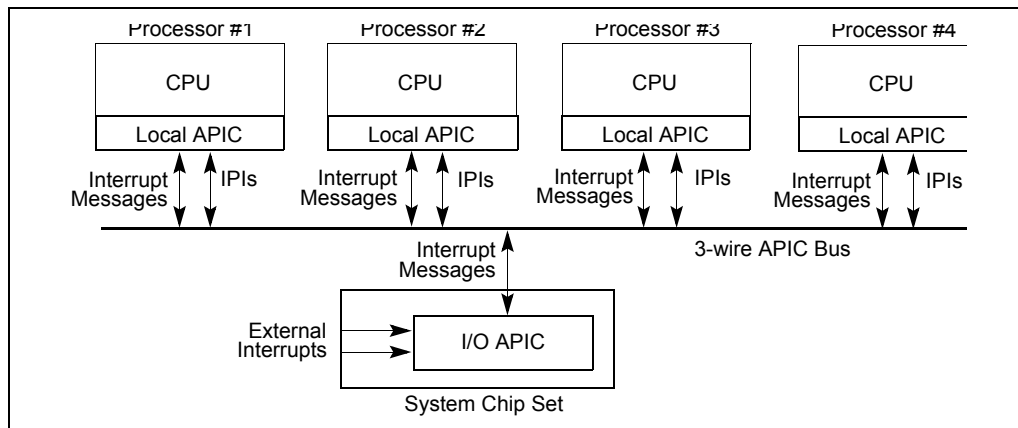 Processor #1 Processor #2 Processor #3 Processor #4
CPU CPU CPU CPU
Local APIC Local APIC Local APIC Local APIC
Interrupt Messages IPIs Interrupt Messages IPIs Interrupt Messages IPIs Interrupt Messages IPIs
Interrupt
Messages
3-wire APIC Bus
External
Interrupts
I/O APIC
System Chip Set